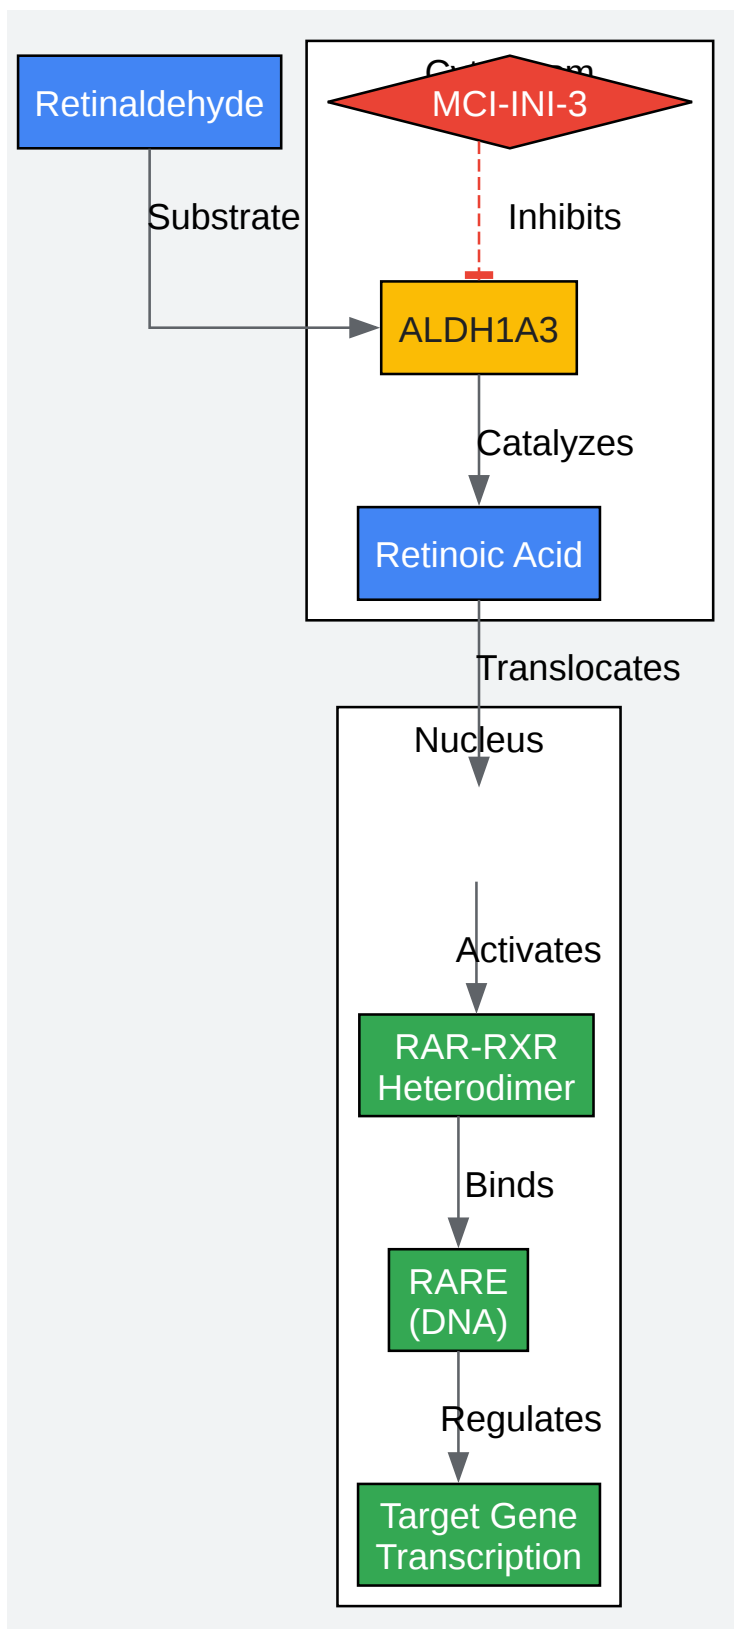 MCI-INI-3
Retinaldehyde
Substrate
Inhibits
ALDH1A3
Catalyzes
Retinoic Acid
Translocates
Nucleus
Activates
RAR-RXR
Heterodimer
Binds
RARE
(DNA)
Regulates
Target Gene
Transcription